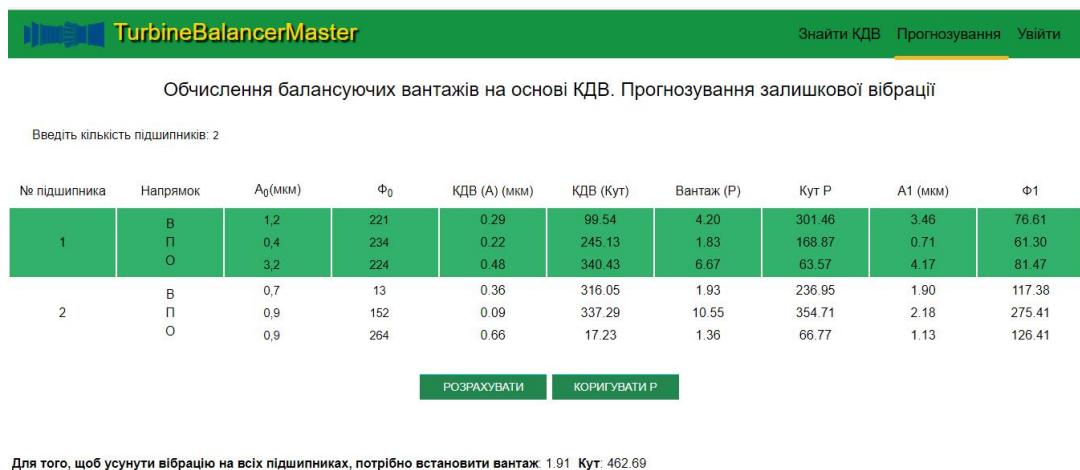 TurbineBalancerMaster Знайти КДВ Прогнозування Увійти
Обчислення балансуючих вантажів на основі КДВ. Прогнозування залишкової вібрації
Введіть кількість підшипників: 2
№ підшипника Напрямок A0(мкм) Ф0 КДВ (А) (мкм) КДВ (Кут) Вантаж (Р) Кут Р А1 (мкм) Ф1
В 1,2 221 0.29 99.54 4.20 301.46 3.46 76.61
1 П 0,4 234 0.22 245.13 1.83 168.87 0.71 61.30
О 3,2 224 0.48 340.43 6.67 63.57 4.17 81.47
В 0,7 13 0.36 316.05 1.93 236.95 1.90 117.38
2 П 0,9 152 0.09 337.29 10.55 354.71 2.18 275.41
О 0,9 264 0.66 17.23 1.36 66.77 1.13 126.41
РОЗРАХУВАТИ КОРИГУВАТИ Р
Для того, щоб усунути вібрацію на всіх підшипниках, потрібно встановити вантаж: 1.91 Кут: 462.69